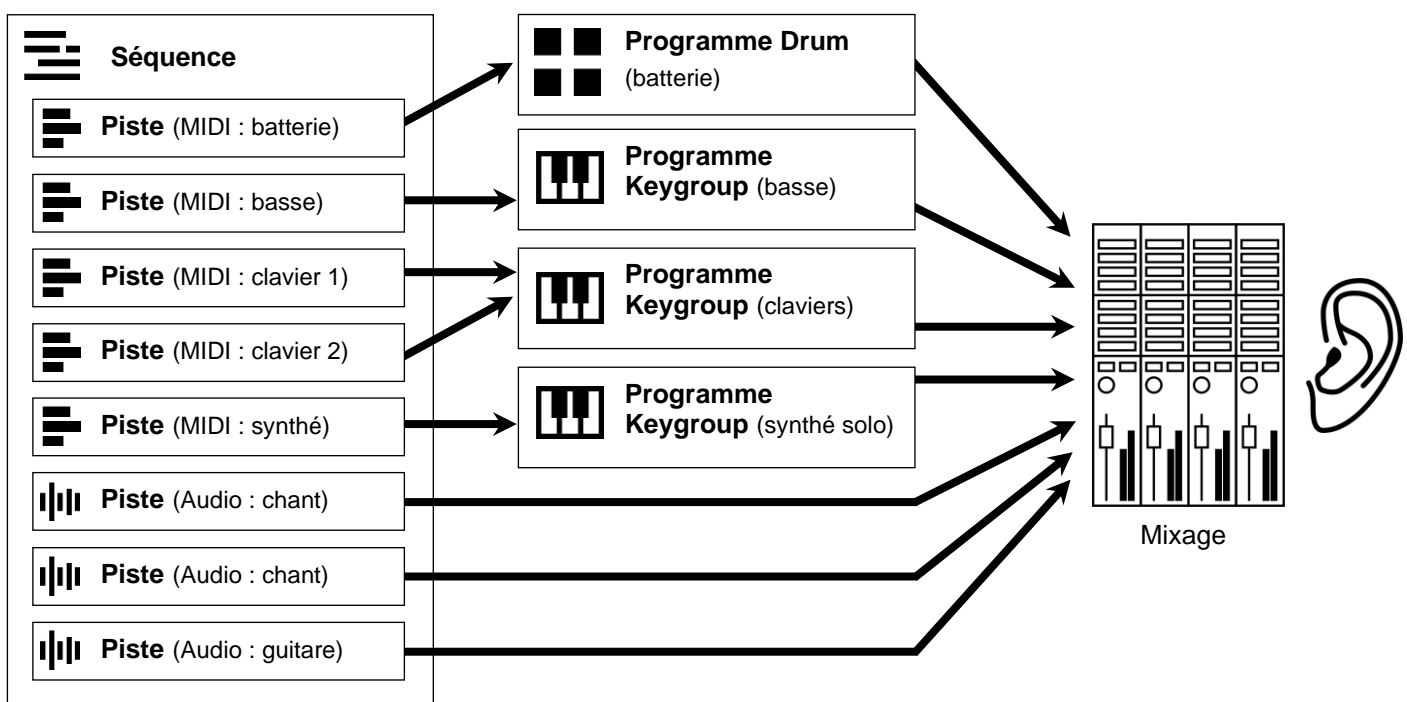 Séquence
Piste (MIDI : batterie)
Piste (MIDI : basse)
Piste (MIDI : clavier 1)
Piste (MIDI : clavier 2)
Piste (MIDI : synthé)
Piste (Audio : chant)
Piste (Audio : chant)
Piste (Audio : guitare)
Programme Drum
(batterie)
Programme
Keygroup (basse)
Programme
Keygroup (claviers)
Programme
Keygroup (synthé solo)
Mixage